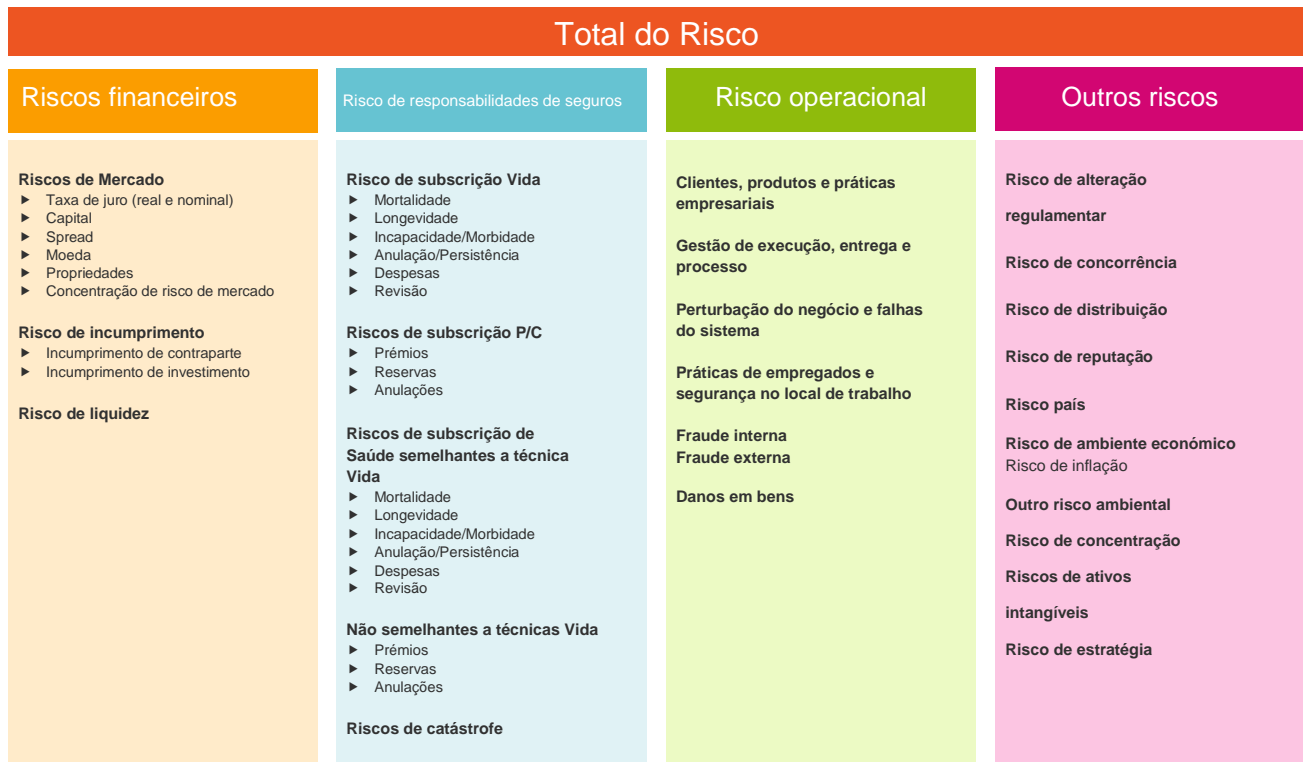 Total do Risco
Riscos financeiros
Riscos de Mercado
Taxa de juro (real e nominal)
Capital
Spread
Moeda
Propriedades
Concentração de risco de mercado
Risco de incumprimento
Incumprimento de contraparte
Incumprimento de investimento
Risco de liquidez
Risco de responsabilidades de seguros
Risco de subscrição Vida
Mortalidade
Longevidade
Incapacidade/Morbidade
Anulação/Persistência
Despesas
Revisão
Riscos de subscrição P/C
Prémios
Reservas
Anulações
Riscos de subscrição de
Saúde semelhantes a técnica
Vida
Mortalidade
Longevidade
Incapacidade/Morbidade
Anulação/Persistência
Despesas
Revisão
Não semelhantes a técnicas Vida
Prémios
Reservas
Anulações
Riscos de catástrofe
Risco operacional
Clientes, produtos e práticas
empresariais
Gestão de execução, entrega e
processo
Perturbação do negócio e falhas
do sistema
Práticas de empregados e
segurança no local de trabalho
Fraude interna
Fraude externa
Danos em bens
Outros riscos
Risco de alteração
regulamentar
Risco de concorrência
Risco de distribuição
Risco de reputação
Risco país
Risco de ambiente económico
Risco de inflação
Outro risco ambiental
Risco de concentração
Riscos de ativos
intangíveis
Risco de estratégia